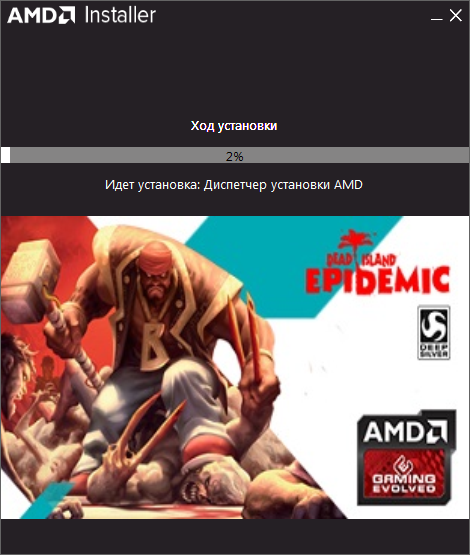 AMD Installer
Ход установки
2%
Идет установка: Диспетчер установки AMD
DEAD ISLAND
EPIDEMIC
DEEP
SILVER
B
AMD
GAMING
EVOLVED